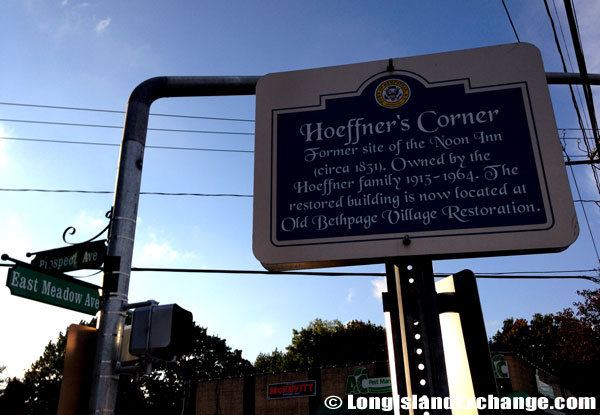 Hoeffner's Corner
Former site of the Noon Inn
(circa 1831). Owned by the
Hoeffner family 1913-1964. The
restored building is now located at
Old Bethpage Village Restoration.
Prospect Ave
East Meadow Ave
McKEVITT
© LongIslandExchange.com